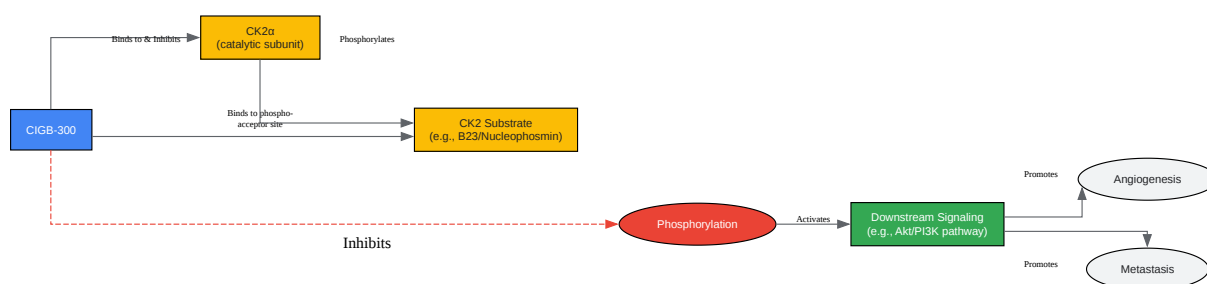 CK2α
(catalytic subunit)
Binds to & Inhibits
Phosphorylates
Binds to phospho-
acceptor site
CK2 Substrate
(e.g., B23/Nucleophosmin)
CIGB-300
Promotes
Angiogenesis
Phosphorylation
Activates
Downstream Signaling
(e.g., Akt/PI3K pathway)
Inhibits
Promotes
Metastasis